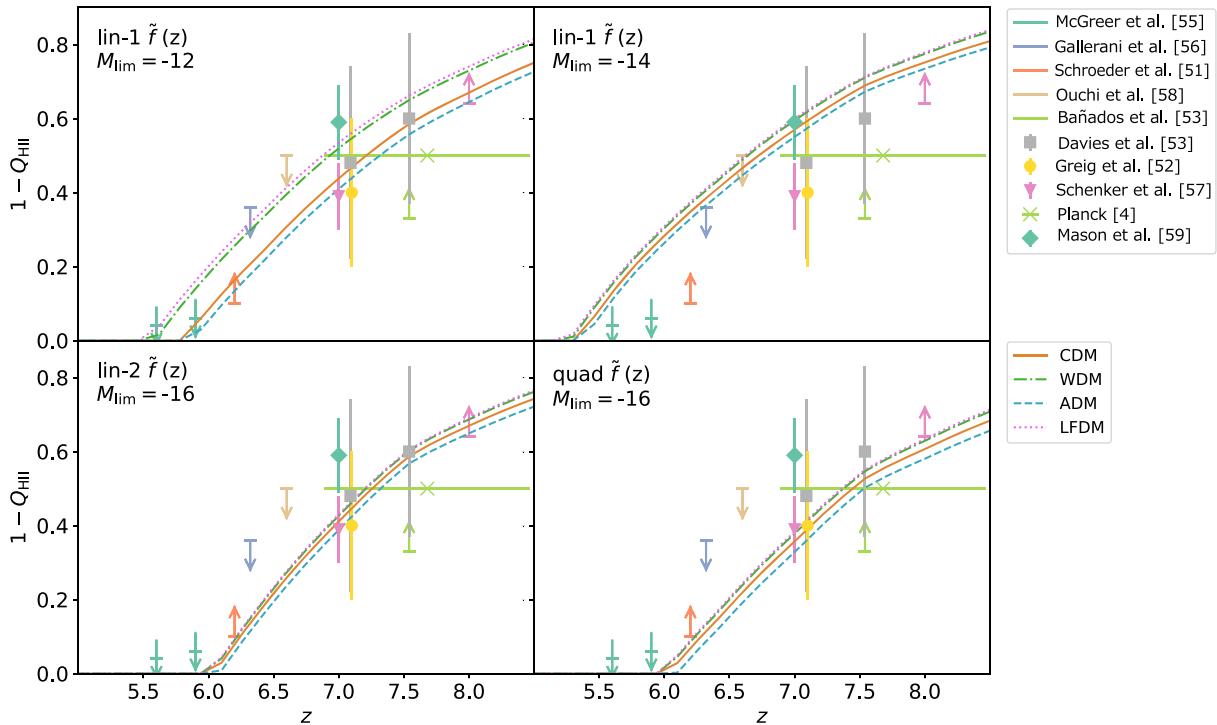 lin-1 f̃ (z)
M_lim = -12
lin-1 f̃ (z)
M_lim = -14
0.8
0.6
0.4
0.2
0.0
1 − Q_HII
lin-2 f̃ (z)
M_lim = -16
quad f̃ (z)
M_lim = -16
0.8
0.6
0.4
0.2
0.0
1 − Q_HII
5.5 6.0 6.5 7.0 7.5 8.0
5.5 6.0 6.5 7.0 7.5 8.0
z
z
McGreer et al. [55]
Gallerani et al. [56]
Schroeder et al. [51]
Ouchi et al. [58]
Bañados et al. [53]
Davies et al. [53]
Greig et al. [52]
Schenker et al. [57]
Planck [4]
Mason et al. [59]
CDM
WDM
ADM
LFDM